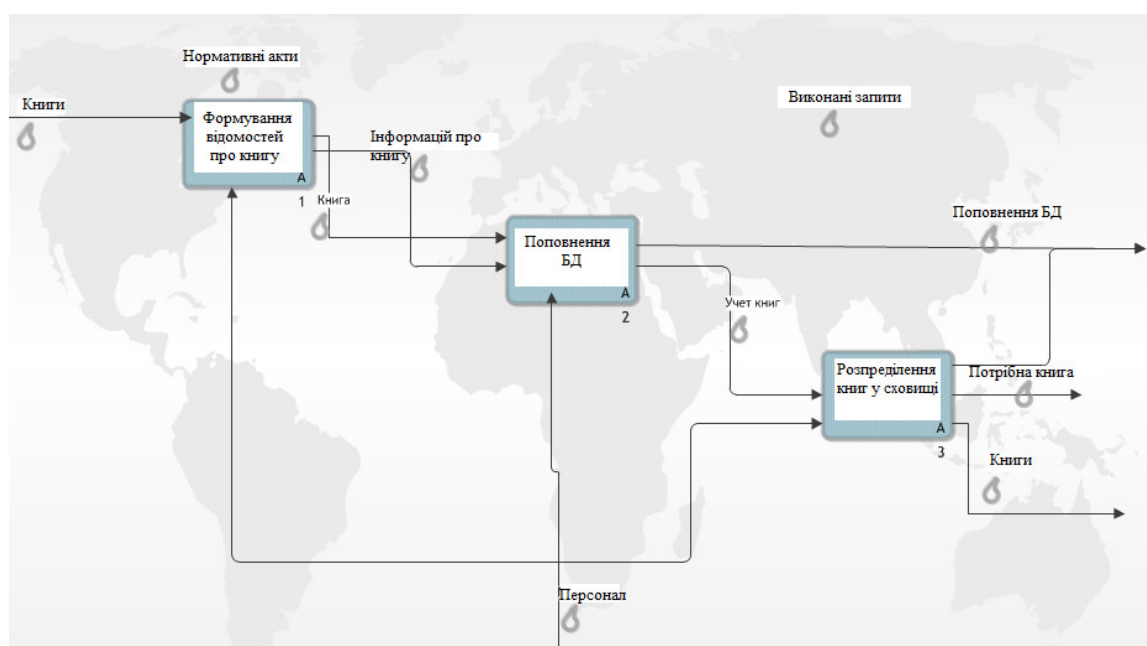 Нормативні акти
Книги
Формування
відомостей
про книгу
A
1
Виконані запити
Інформацій про
книгу
Книга
Поповнення
БД
A
2
Поповнення БД
Учет книг
Розпреділення
книг у сховищі
A
3
Потрібна книга
Книги
Персонал